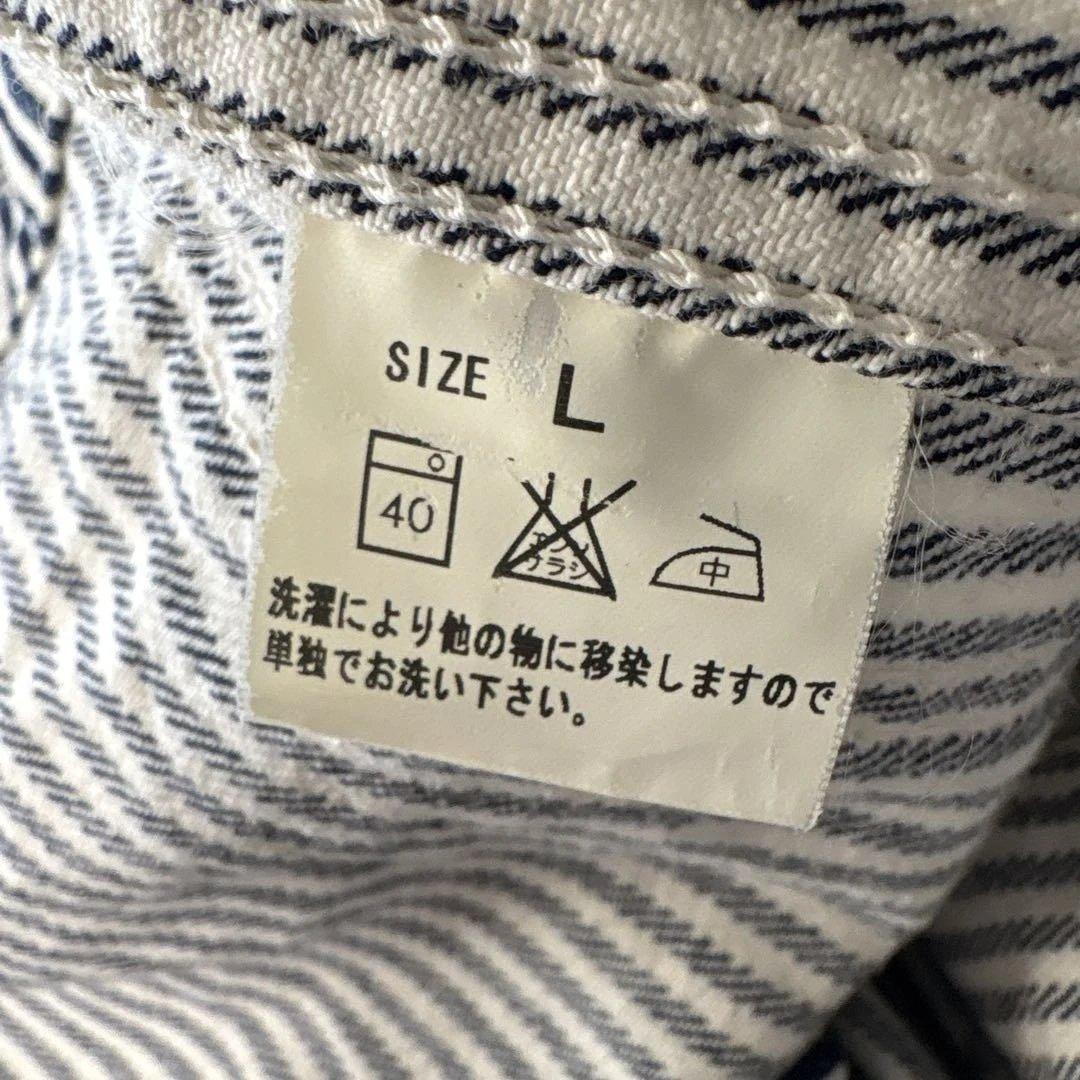 SIZE L
40
エンソ
サラシ
中
洗濯により他の物に移染しますので
単独でお洗い下さい。